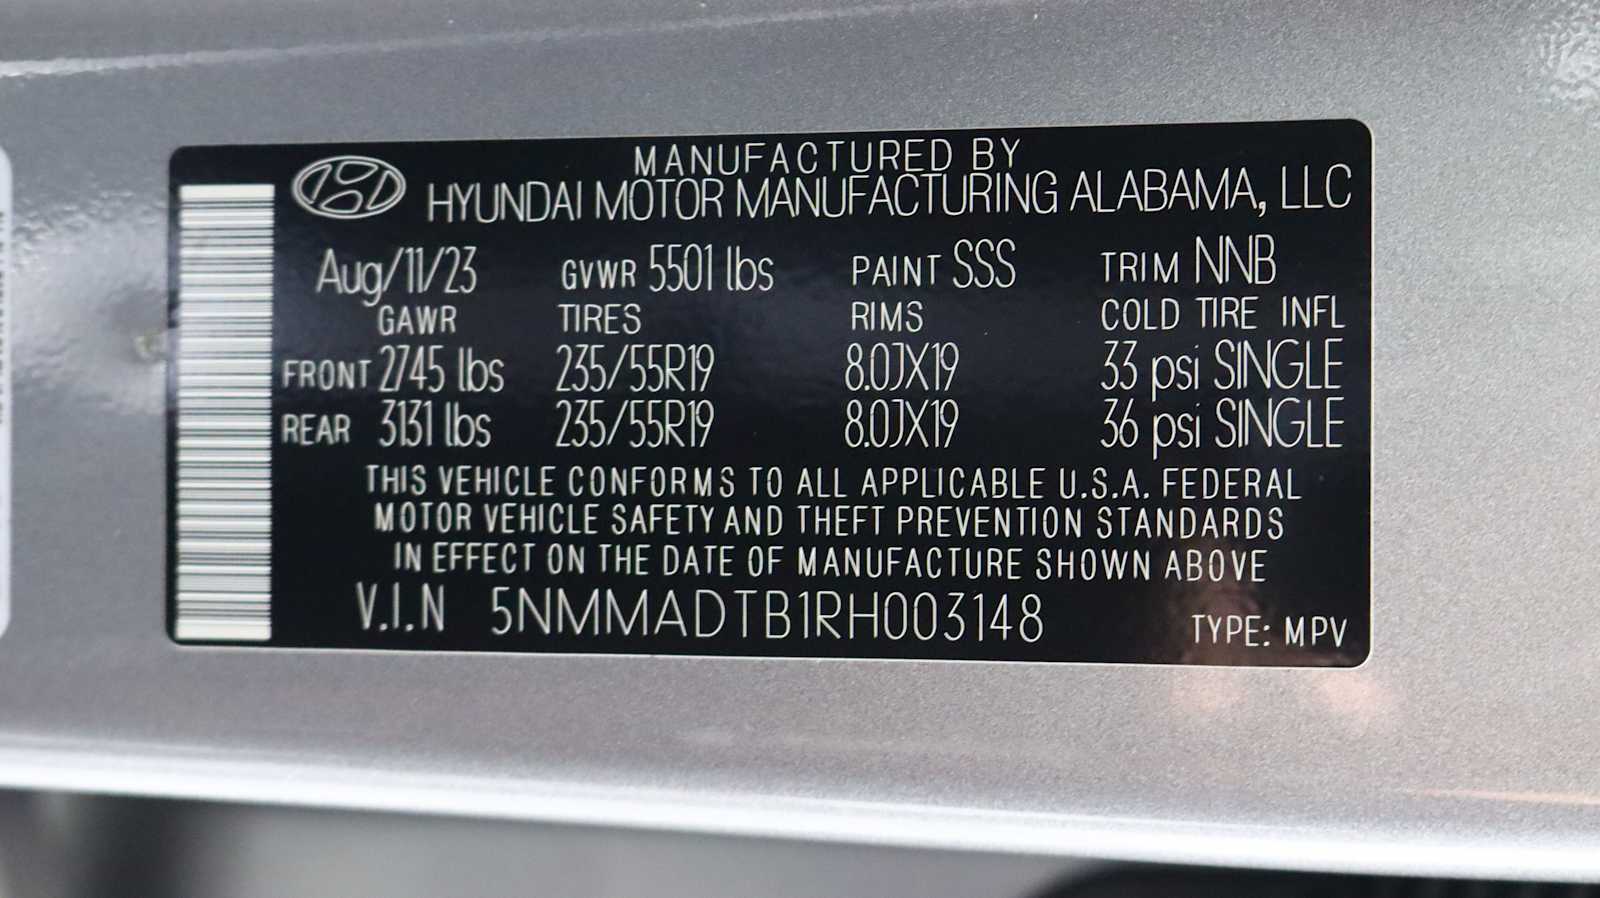 MANUFACTURED BY
HYUNDAI MOTOR MANUFACTURING ALABAMA, LLC
Aug/11/23 GVWR 5501 lbs PAINT SSS TRIM NNB
GAWR TIRES RIMS COLD TIRE INFL
FRONT 2745 lbs 235/55R19 8.0JX19 33 psi SINGLE
REAR 3131 lbs 235/55R19 8.0JX19 36 psi SINGLE
THIS VEHICLE CONFORMS TO ALL APPLICABLE U.S.A. FEDERAL
MOTOR VEHICLE SAFETY AND THEFT PREVENTION STANDARDS
IN EFFECT ON THE DATE OF MANUFACTURE SHOWN ABOVE
V.I.N 5NMMADTB1RH003148 TYPE: MPV